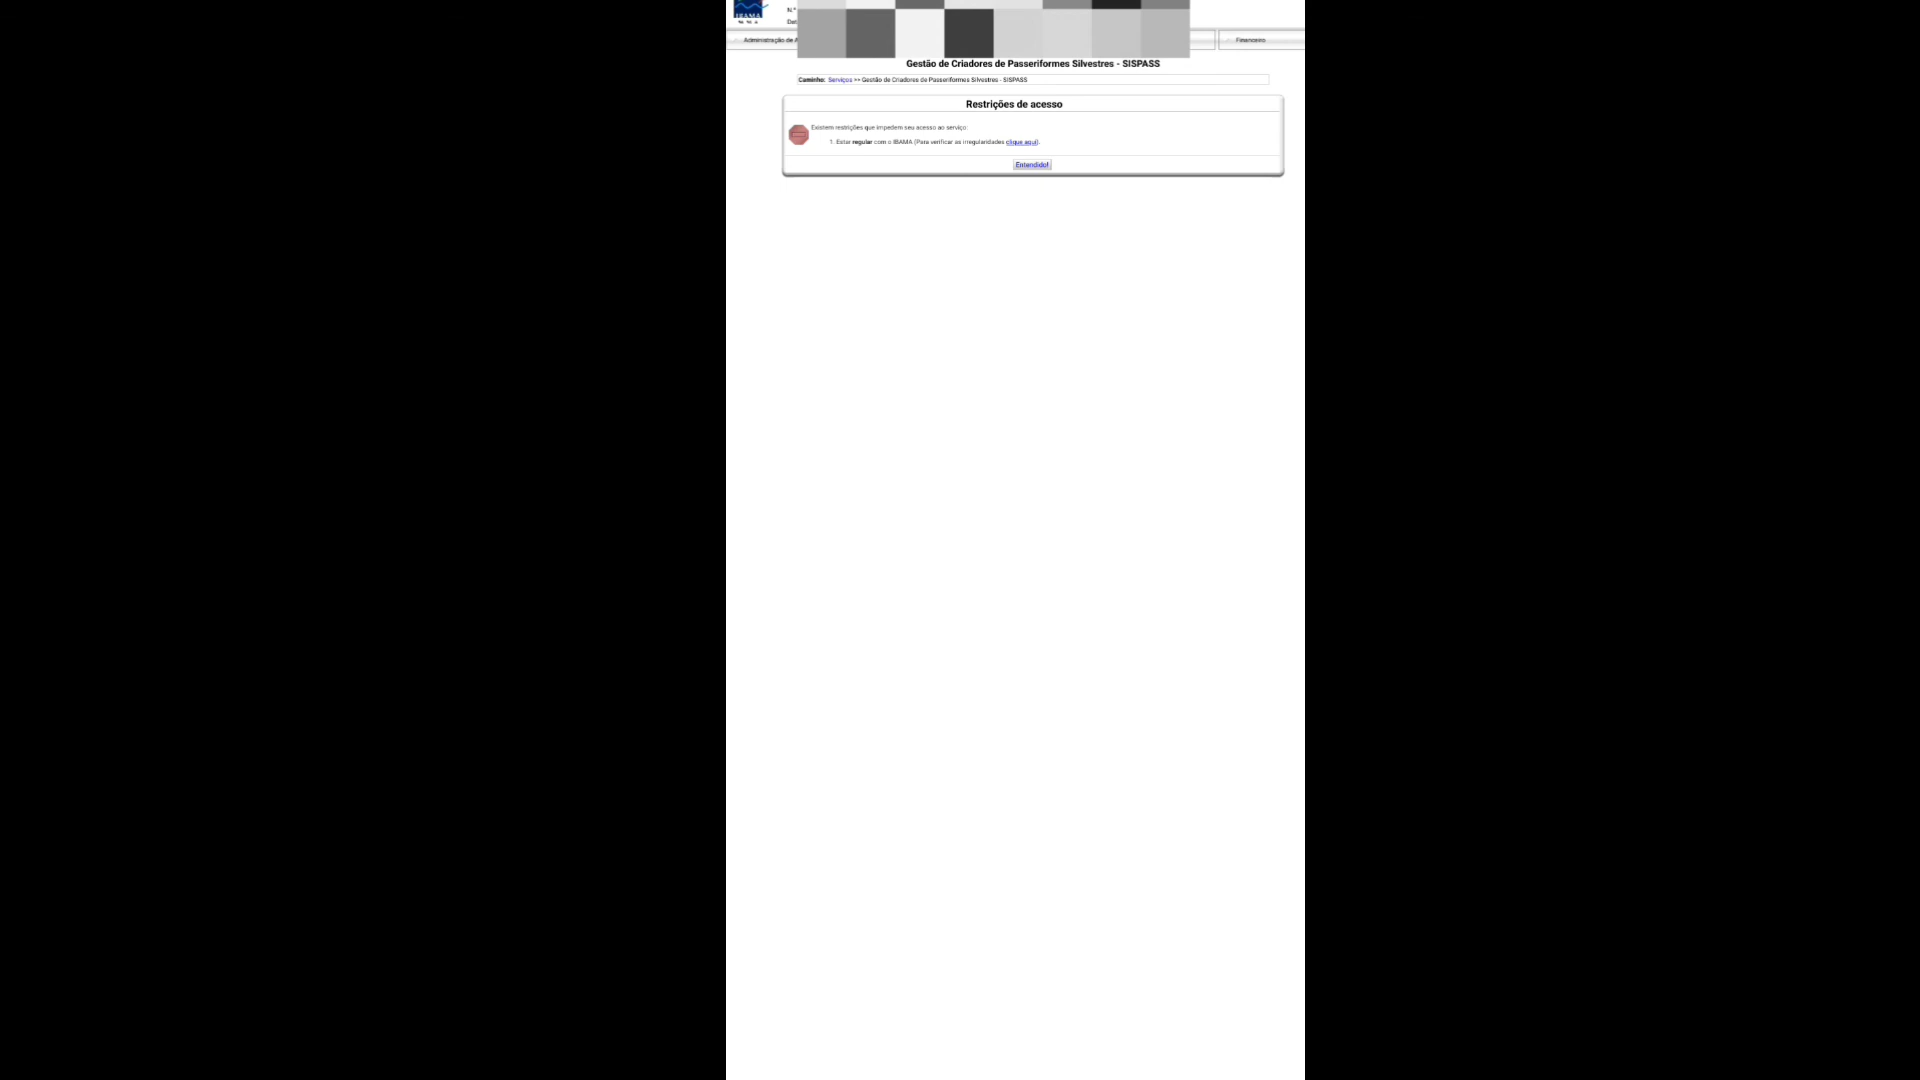 IBAMA
M M A
N.°
Administração de
Financeiro
Gestão de Criadores de Passeriformes Silvestres - SISPASS
Caminho: Serviços >> Gestão de Criadores de Passeriformes Silvestres - SISPASS
Restrições de acesso
Existem restrições que impedem seu acesso ao serviço:
1. Estar regular com o IBAMA (Para verificar as irregularidades clique aqui).
Entendido!